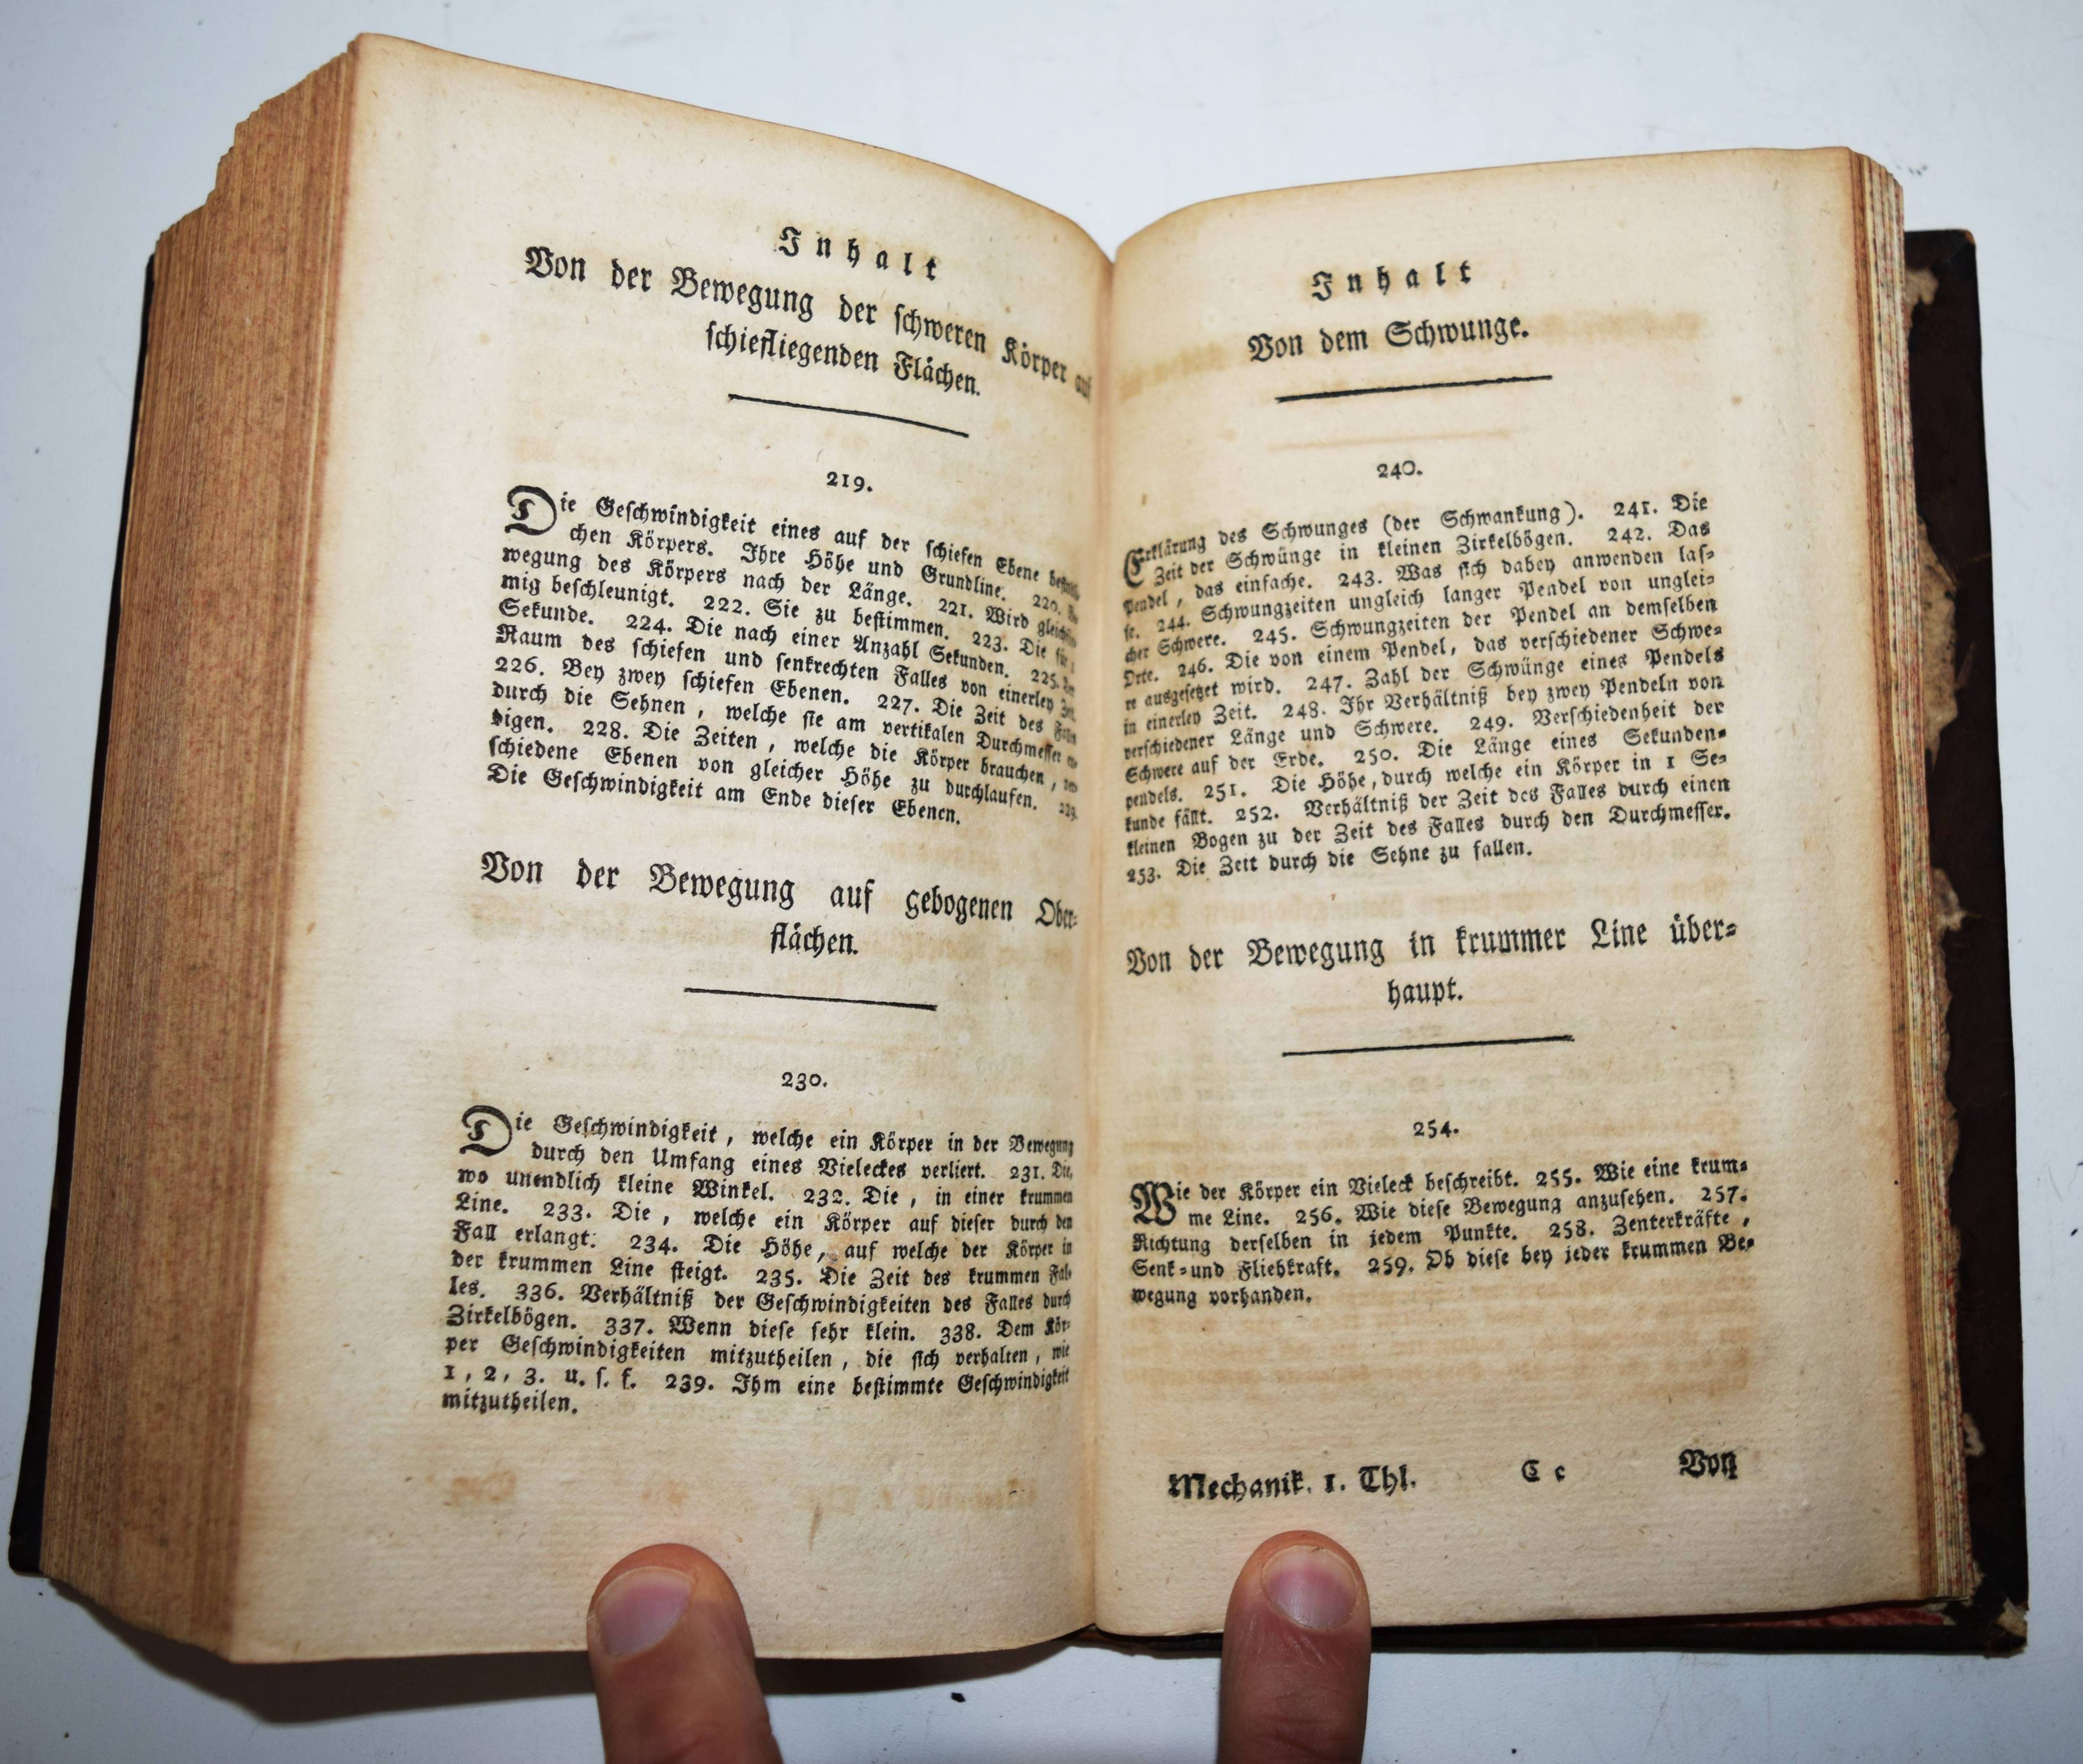 Inhalt
Von der Bewegung der schweren Körper auf
schiefliegenden Flächen.
219.
Die Geschwindigkeit eines auf der schiefen Ebene
chen Körpers. Ihre Höhe und Grundline. 220.
wegung des Körpers nach der Länge. 221. Wird
mig beschleunigt. 222. Sie zu bestimmen. 223. Die
Sekunde. 224. Die nach einer Anzahl Sekunden. 225.
Raum des schiefen und senkrechten Falles von einerley
226. Bey zwey schiefen Ebenen. 227. Die Zeit des
durch die Sehnen, welche sie am vertikalen Durchmesser
digen. 228. Die Zeiten, welche die Körper brauchen,
schiedene Ebenen von gleicher Höhe zu durchlaufen. 229.
Die Geschwindigkeit am Ende dieser Ebenen.
Von der Bewegung auf gebogenen Ober-
flächen.
230.
Die Geschwindigkeit, welche ein Körper in der Bewegung
durch den Umfang eines Vieleckes verliert. 231. Die,
wo unendlich kleine Winkel. 232. Die, in einer krummen
Line. 233. Die, welche ein Körper auf dieser durch den
Fall erlangt. 234. Die Höhe, auf welche der Körper in
der krummen Line steigt. 235. Die Zeit des krummen Fal-
les. 336. Verhältniß der Geschwindigkeiten des Falles durch
Zirkelbögen. 337. Wenn diese sehr klein. 338. Dem Kör-
per Geschwindigkeiten mitzutheilen, die sich verhalten, wie
1, 2, 3. u. s. f. 239. Ihm eine bestimmte Geschwindigkeit
mitzutheilen.
Inhalt
Von dem Schwunge.
240.
Erklärung des Schwunges (der Schwankung). 241. Die
Zeit der Schwünge in kleinen Zirkelbögen. 242. Das
Pendel, das einfache. 243. Was sich dabey anwenden las-
se. 244. Schwungzeiten ungleich langer Pendel von unglei-
cher Schwere. 245. Schwungzeiten der Pendel an demselben
Orte. 246. Die von einem Pendel, das verschiedener Schwe-
re ausgesetzet wird. 247. Zahl der Schwünge eines Pendels
in einerley Zeit. 248. Ihr Verhältniß bey zwey Pendeln von
verschiedener Länge und Schwere. 249. Verschiedenheit der
Schwere auf der Erde. 250. Die Länge eines Sekunden-
pendels. 251. Die Höhe, durch welche ein Körper in 1 Se-
kunde fällt. 252. Verhältniß der Zeit des Falles durch einen
kleinen Bogen zu der Zeit des Falles durch den Durchmesser.
253. Die Zeit durch die Sehne zu fallen.
Von der Bewegung in krummer Line über-
haupt.
254.
Wie der Körper ein Vieleck beschreibt. 255. Wie eine krum-
me Line. 256. Wie diese Bewegung anzusehen. 257.
Richtung derselben in jedem Punkte. 258. Zenterkräfte,
Senk-und Fliehkraft. 259. Ob diese bey jeder krummen Be-
wegung vorhanden.
Mechanik. 1. Thl. C c Von